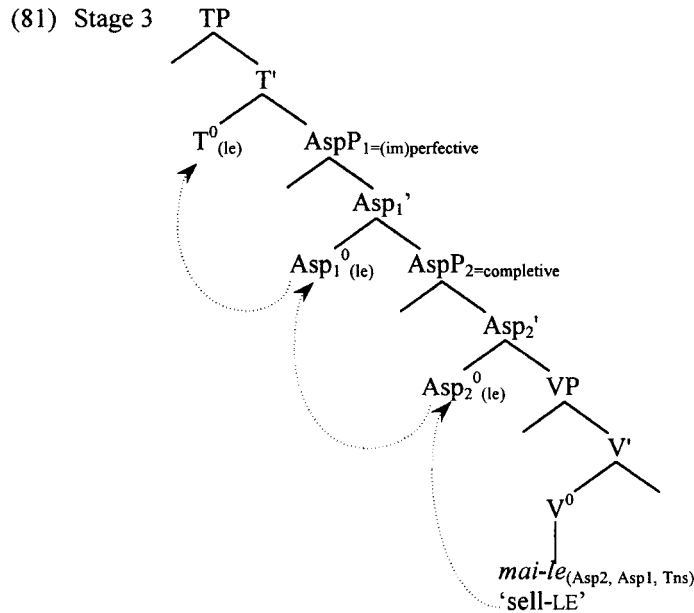 (81) Stage 3 TP
T'
T⁰(le) AspP1=(im)perfective
Asp₁’
Asp₁⁰(le) AspP2=completive
Asp₂'
Asp₂⁰(le) VP
V'
V⁰
mai-le(Asp2, Asp1, Tns)
‘sell-LE’